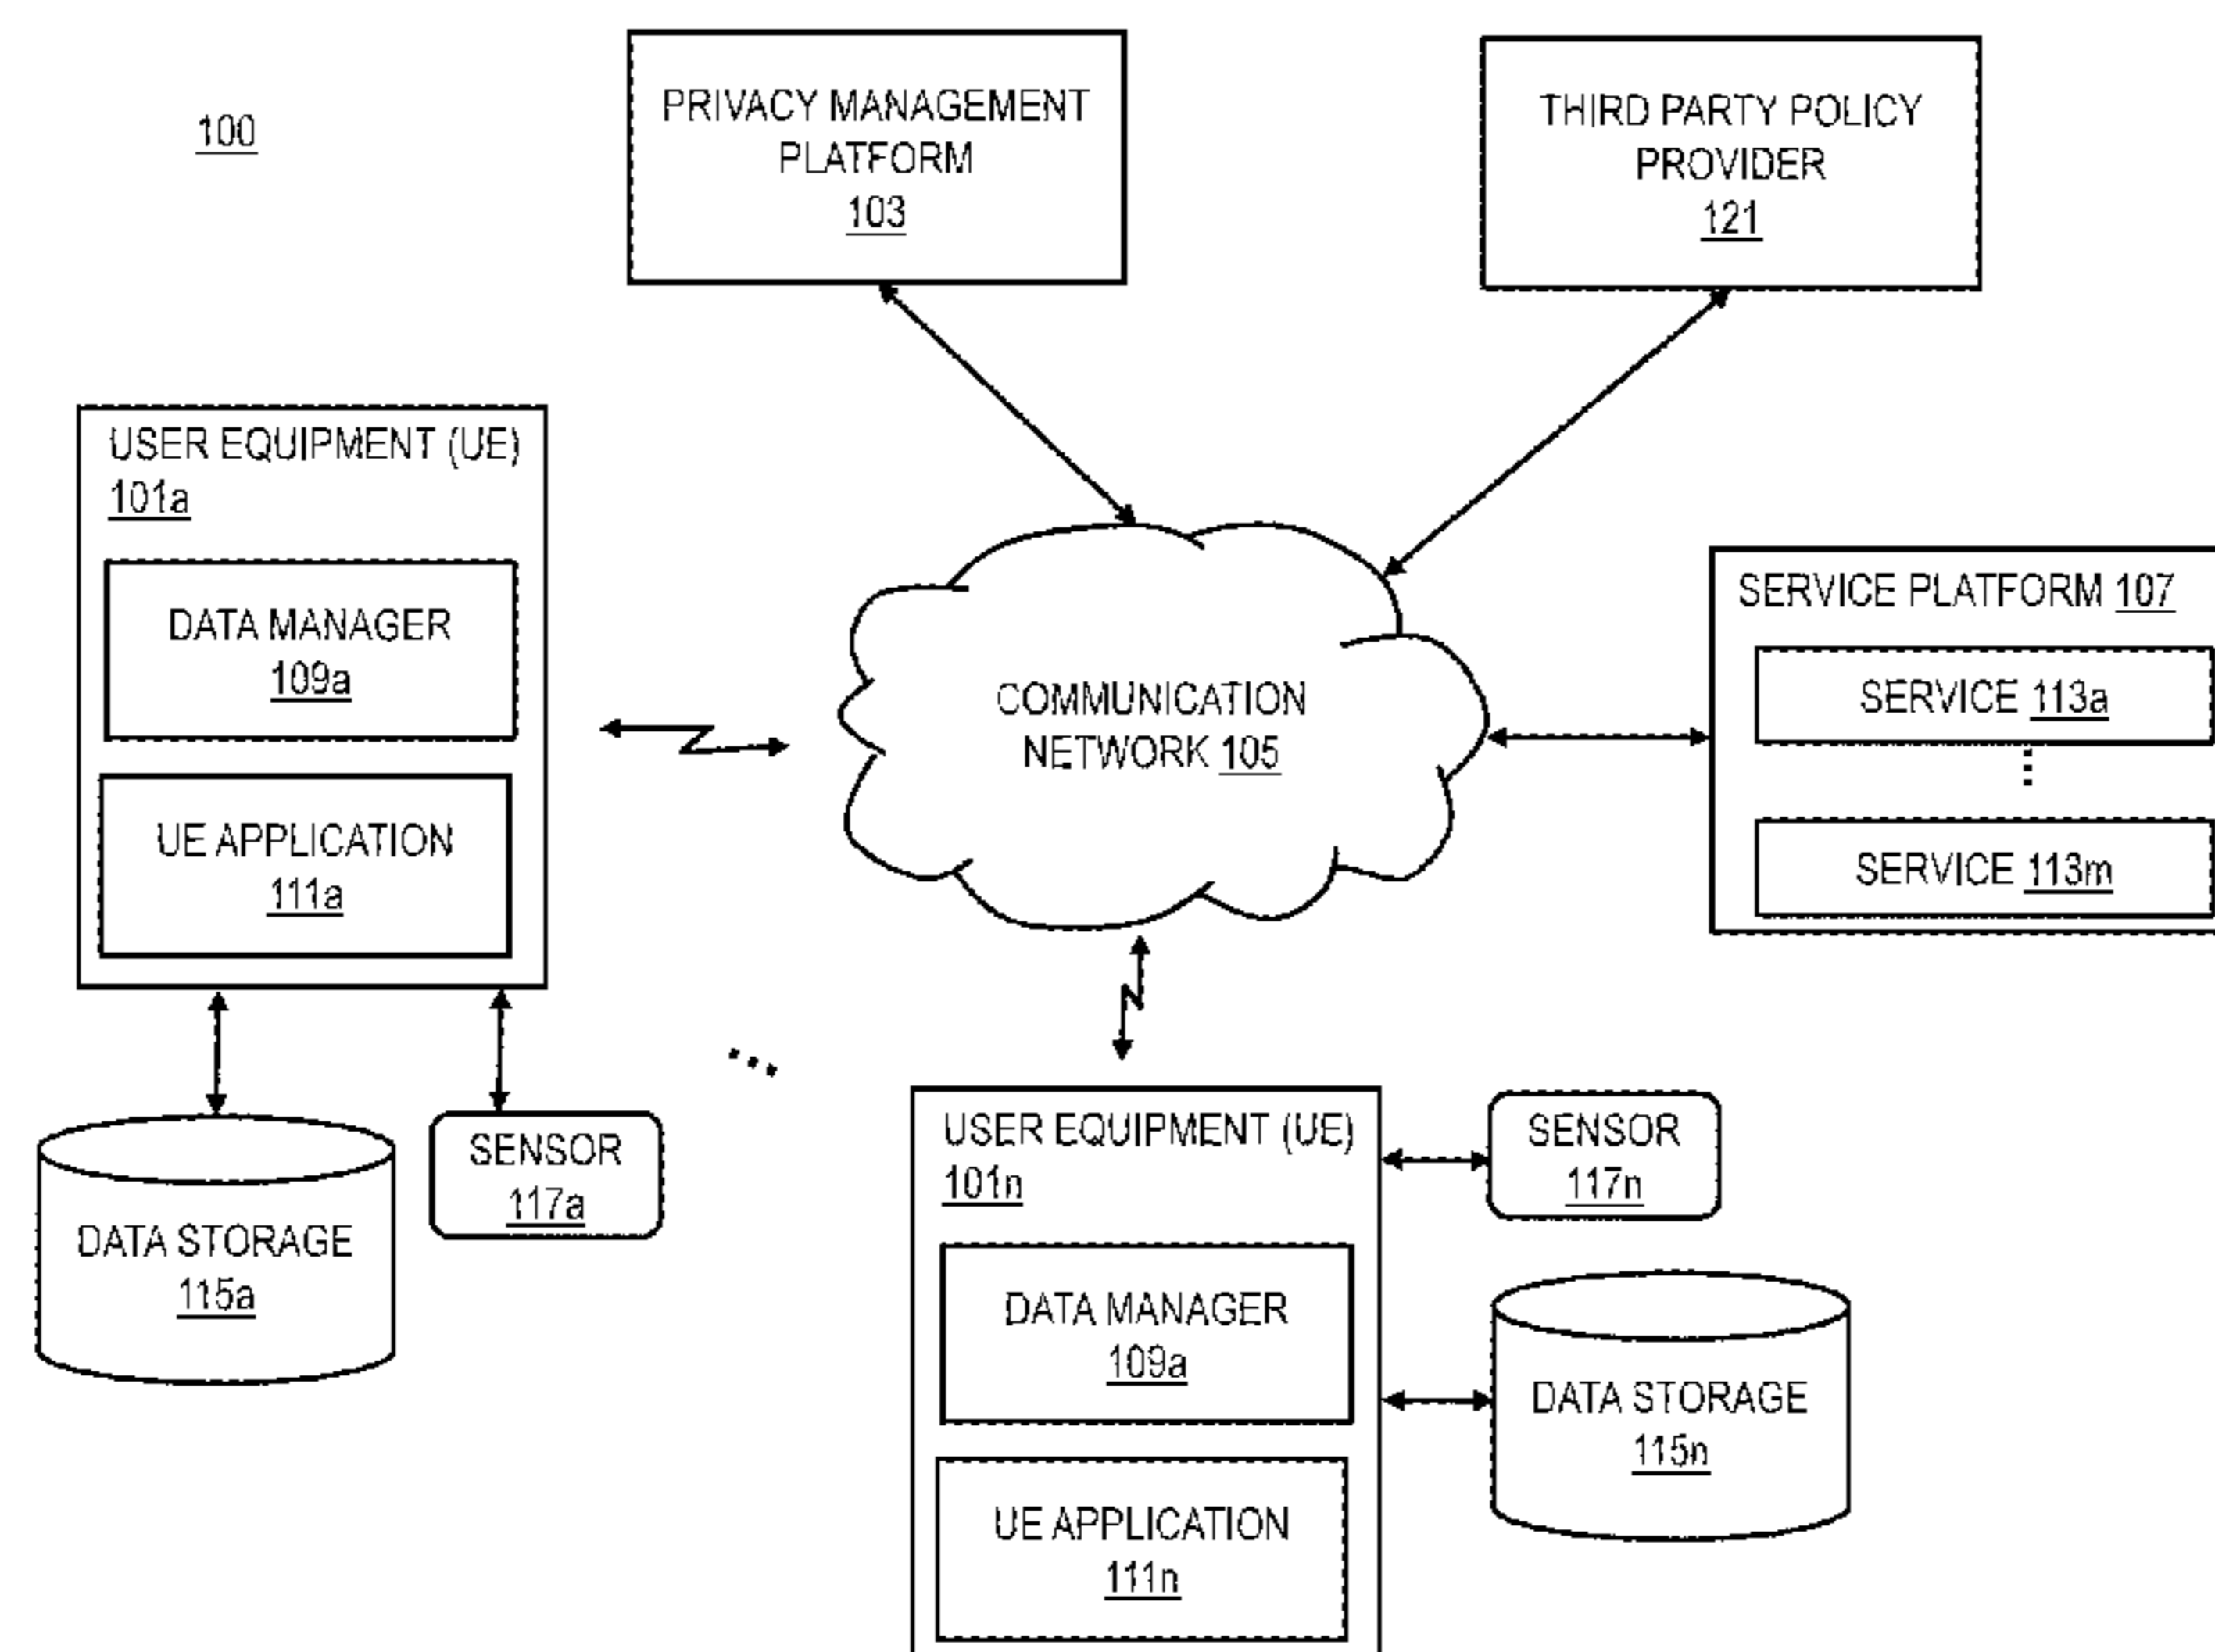 100
PRIVACY MANAGEMENT
PLATFORM
103
THIRD PARTY POLICY
PROVIDER
121
USER EQUIPMENT (UE)
101a
DATA MANAGER
109a
UE APPLICATION
111a
COMMUNICATION
NETWORK 105
SERVICE PLATFORM 107
SERVICE 113a
SERVICE 113m
DATA STORAGE
115a
SENSOR
117a
USER EQUIPMENT (UE)
101n
DATA MANAGER
109a
UE APPLICATION
111n
SENSOR
117n
DATA STORAGE
115n